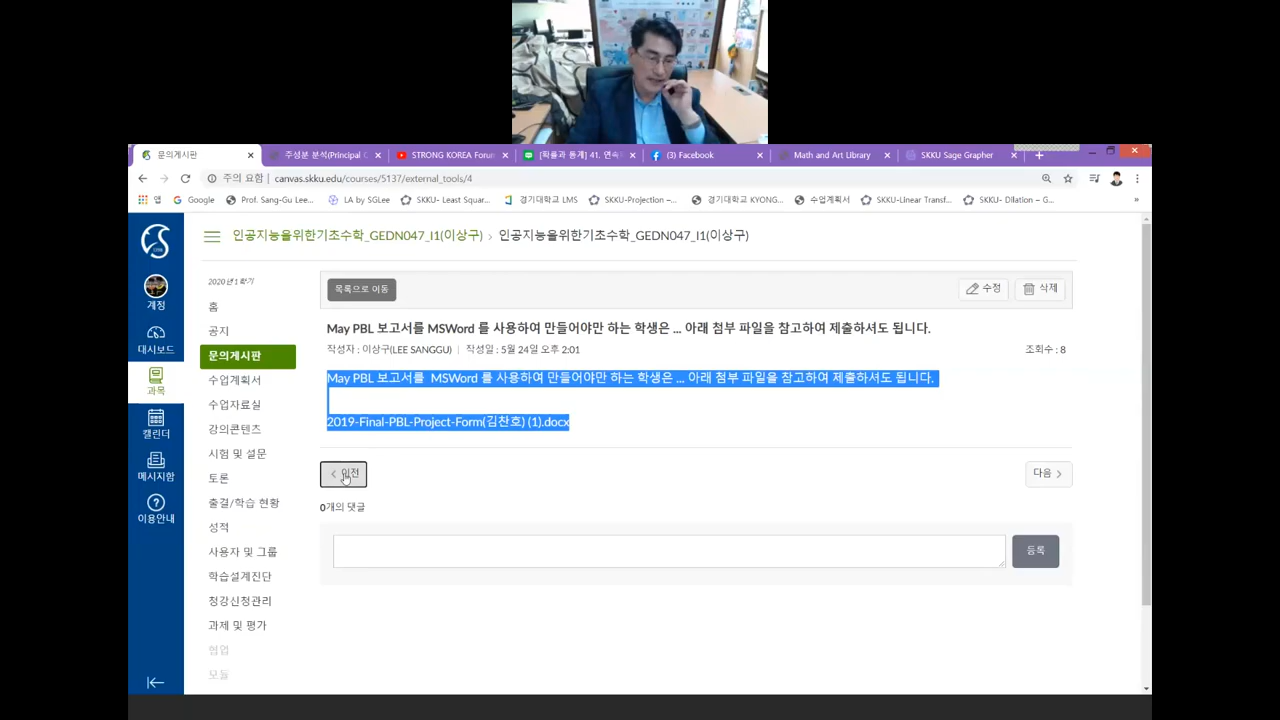 문의게시판
주성분 분석(Principal C
STRONG KOREA Forum
[확률과 통계] 41. 연속
(3) Facebook
Math and Art Library
SKKU Sage Grapher
주의 요함 | canvas.skku.edu/courses/5137/external_tools/4
앱
Google
Prof. Sang-Gu Lee...
LA by SGLee
SKKU- Least Squar...
경기대학교 LMS
SKKU-Projection –...
경기대학교 KYONG...
수업계획서
SKKU-Linear Transf...
SKKU- Dilation – G...
인공지능을위한기조수학_GEDN047_I1(이상구) › 인공지능을위한기조수학_GEDN047_I1(이상구)
계정
대시보드
과목
캘린더
메시지함
이용안내
2020년 1학기
홈
공지
문의게시판
수업계획서
수업자료실
강의콘텐츠
시험 및 설문
토론
출결/학습 현황
성적
사용자 및 그룹
학습설계진단
청강신청관리
과제 및 평가
협업
모듈
목록으로 이동
수정
삭제
May PBL 보고서를 MSWord 를 사용하여 만들어야만 하는 학생은 ... 아래 첨부 파일을 참고하여 제출하셔도 됩니다.
작성자 : 이상구(LEE SANGGU) | 작성일 : 5월 24일 오후 2:01
조회수 : 8
May PBL 보고서를 MSWord 를 사용하여 만들어야만 하는 학생은 ... 아래 첨부 파일을 참고하여 제출하셔도 됩니다.
2019-Final-PBL-Project-Form(김찬호) (1).docx
이전
다음
0개의 댓글
등록